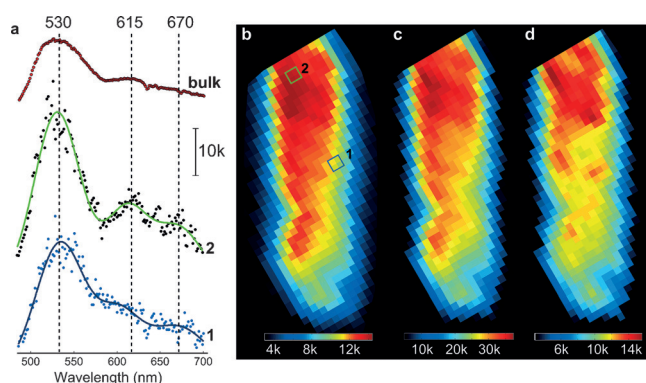 a
530 615 670
bulk
10k
2
1
500 550 600 650 700
Wavelength (nm)
b
2
1
4k 8k 12k
c
10k 20k 30k
d
6k 10k 14k